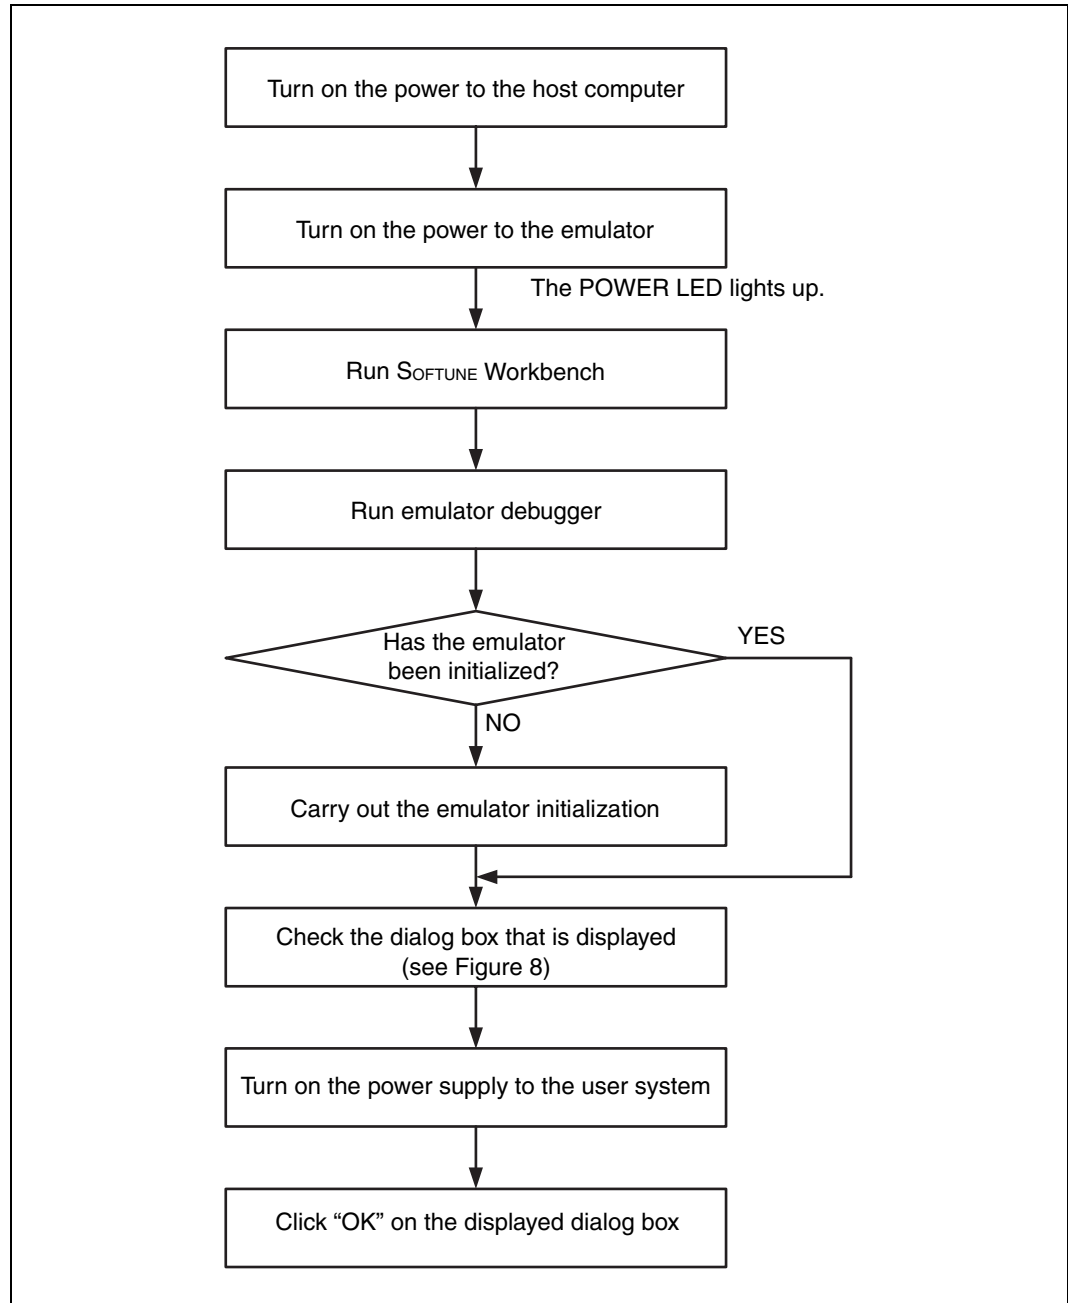 Turn on the power to the host computer
Turn on the power to the emulator
The POWER LED lights up.
Run SOFTUNE Workbench
Run emulator debugger
Has the emulator
been initialized?
YES
NO
Carry out the emulator initialization
Check the dialog box that is displayed
(see Figure 8)
Turn on the power supply to the user system
Click “OK” on the displayed dialog box